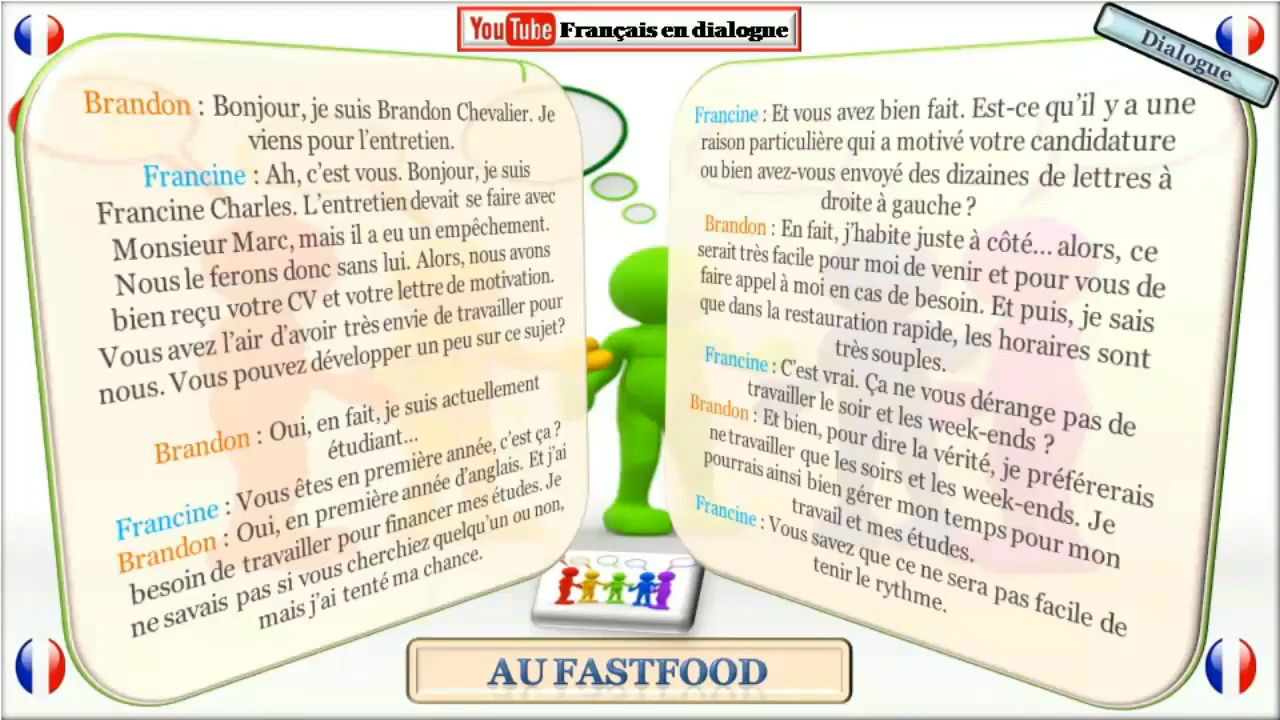 YouTube Français en dialogue
Dialogue
Brandon : Bonjour, je suis Brandon Chevalier. Je
viens pour l'entretien.
Francine : Ah, c'est vous. Bonjour, je suis
Francine Charles. L'entretien devait se faire avec
Monsieur Marc, mais il a eu un empêchement.
Nous le ferons donc sans lui. Alors, nous avons
bien reçu votre CV et votre lettre de motivation.
Vous avez l'air d'avoir très envie de travailler pour
nous. Vous pouvez développer un peu sur ce sujet?
Brandon : Oui, en fait, je suis actuellement
étudiant...
Francine : Vous êtes en première année, c'est ça ?
Brandon : Oui, en première année d'anglais. Et j'ai
besoin de travailler pour financer mes études. Je
ne savais pas si vous cherchiez quelqu'un ou non,
mais j'ai tenté ma chance.
Francine : Et vous avez bien fait. Est-ce qu'il y a une
raison particulière qui a motivé votre candidature
ou bien avez-vous envoyé des dizaines de lettres à
droite à gauche ?
Brandon : En fait, j'habite juste à côté... alors, ce
serait très facile pour moi de venir et pour vous de
faire appel à moi en cas de besoin. Et puis, je sais
que dans la restauration rapide, les horaires sont
très souples.
Francine : C'est vrai. Ça ne vous dérange pas de
travailler le soir et les week-ends ?
Brandon : Et bien, pour dire la vérité, je préférerais
ne travailler que les soirs et les week-ends. Je
pourrais ainsi bien gérer mon temps pour mon
travail et mes études.
Francine : Vous savez que ce ne sera pas facile de
tenir le rythme.
AU FASTFOOD